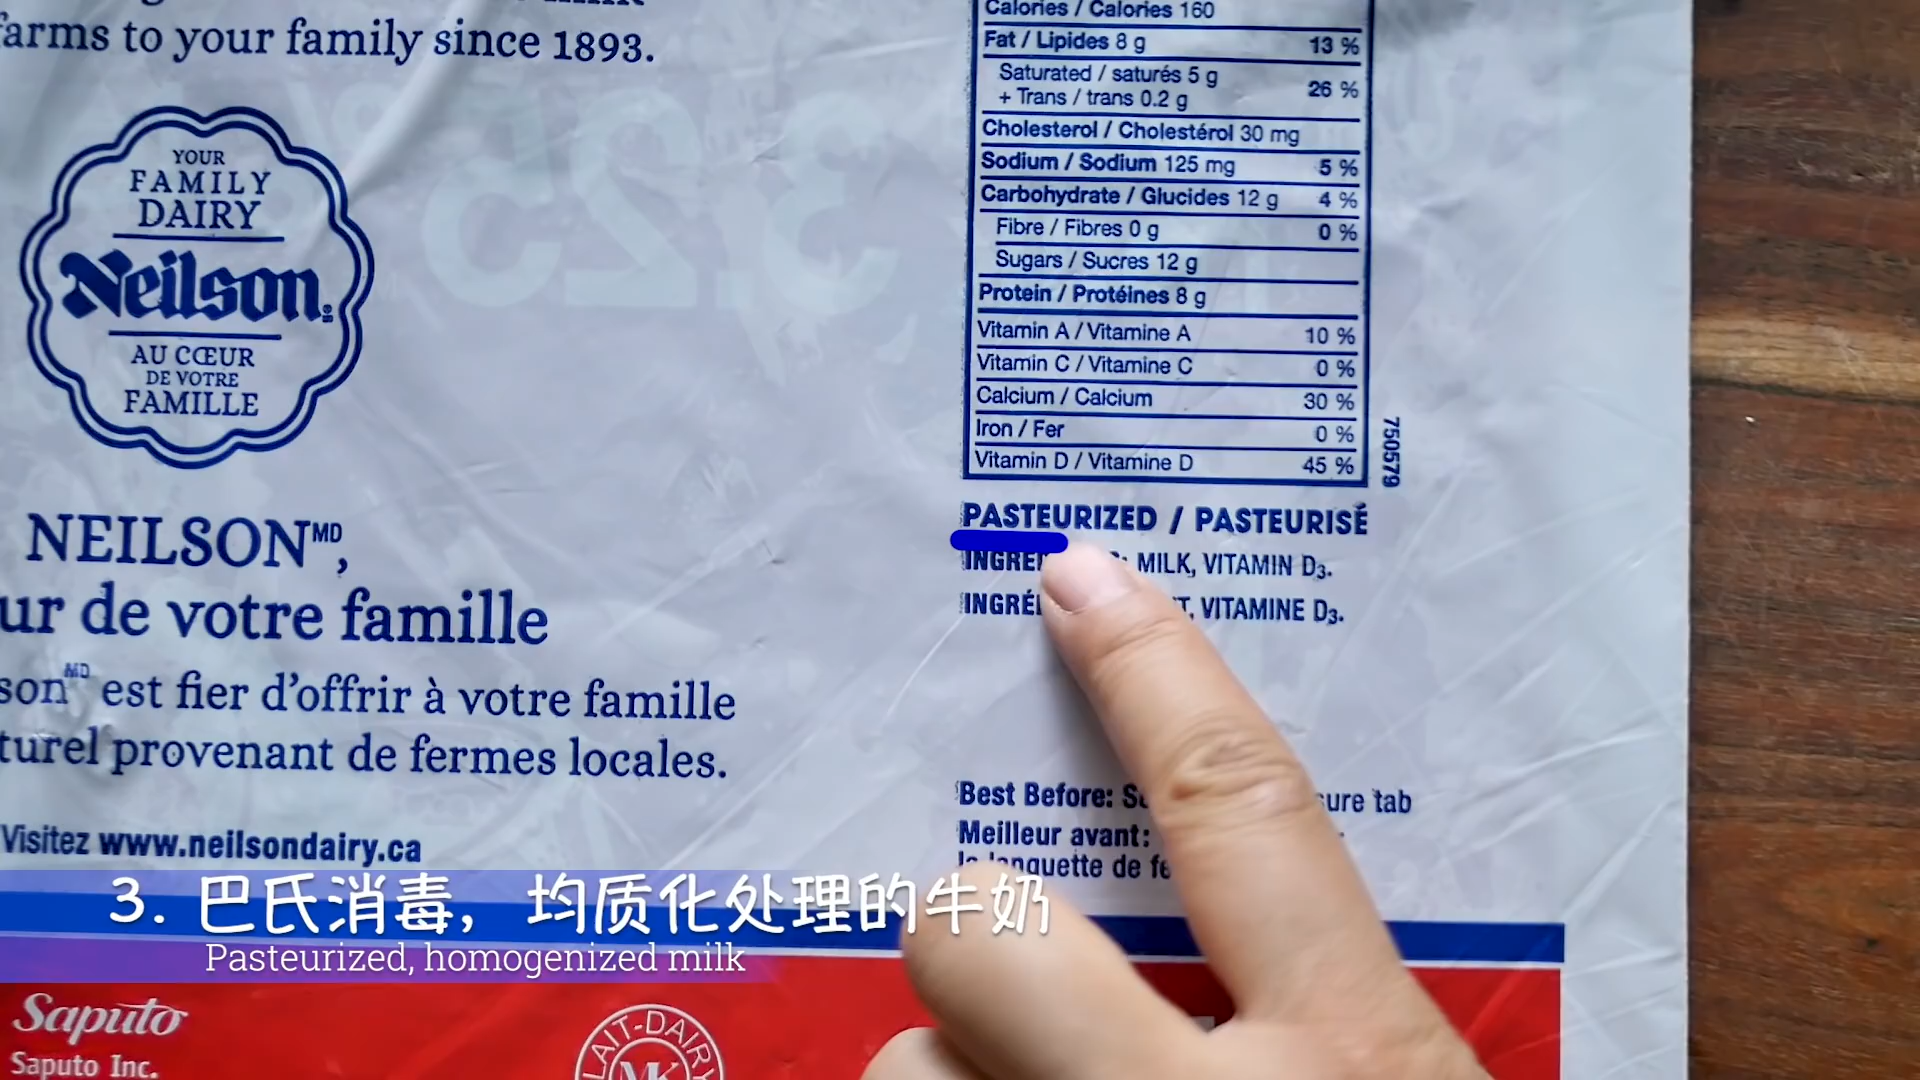 farms to your family since 1893.
YOUR
FAMILY
DAIRY
Neilson
AU CŒUR
DE VOTRE
FAMILLE
NEILSON MD,
de votre famille
MD est fier d'offrir à votre famille
provenant de fermes locales.
Visitez www.neilsondairy.ca
Calories / Calories 160
Fat / Lipides 8 g 13 %
Saturated / saturés 5 g
+ Trans / trans 0.2 g 26 %
Cholesterol / Cholestérol 30 mg
Sodium / Sodium 125 mg 5 %
Carbohydrate / Glucides 12 g 4 %
Fibre / Fibres 0 g 0 %
Sugars / Sucres 12 g
Protein / Protéines 8 g
Vitamin A / Vitamine A 10 %
Vitamin C / Vitamine C 0 %
Calcium / Calcium 30 %
Iron / Fer 0 %
Vitamin D / Vitamine D 45 %
750579
PASTEURIZED / PASTEURISÉ
MILK, VITAMIN D3.
VITAMINE D3.
Best Before: tab
Meilleur avant:
de
3. 巴氏消毒，均质化处理的牛奶
Pasteurized, homogenized milk
Saputo
Saputo Inc.
LAIT-DAIRY
MK
3.25